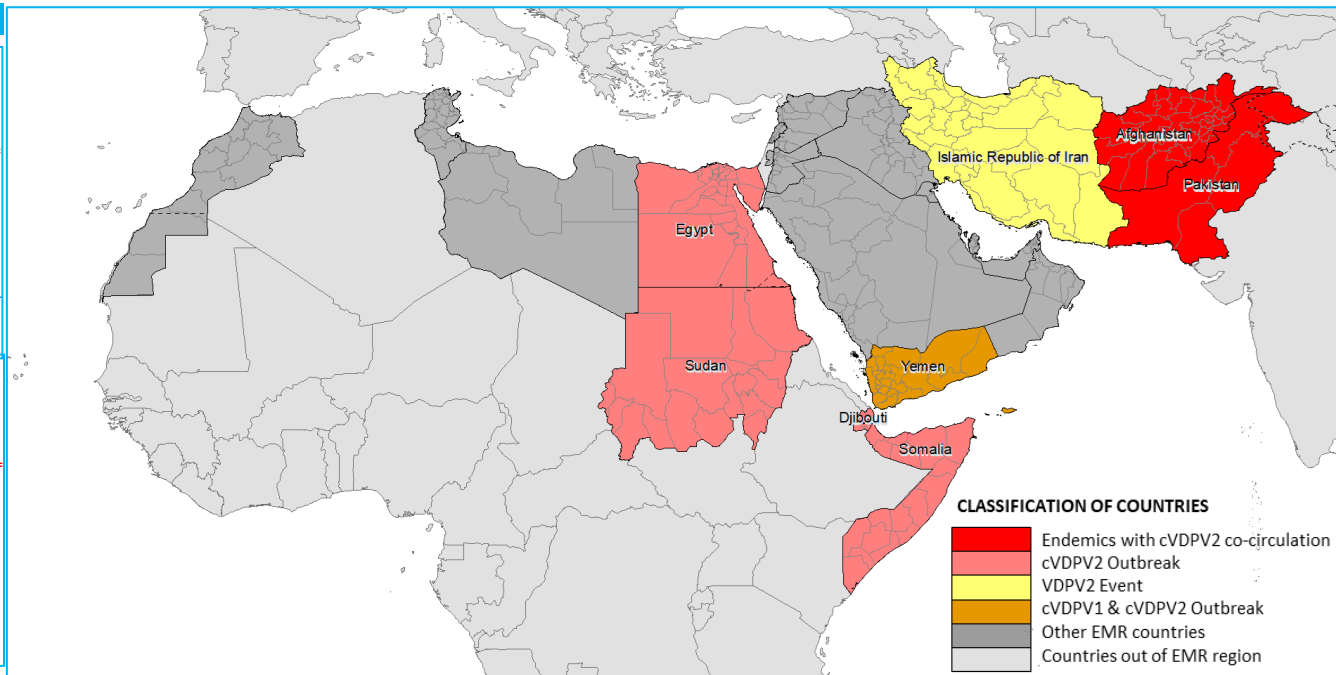 Afghanistan
Islamic Republic of Iran
Pakistan
Egypt
Sudan
Yemen
Djibouti
Somalia
CLASSIFICATION OF COUNTRIES
Endemics with cVDPV2 co-circulation
cVDPV2 Outbreak
VDPV2 Event
cVDPV1 & cVDPV2 Outbreak
Other EMR countries
Countries out of EMR region